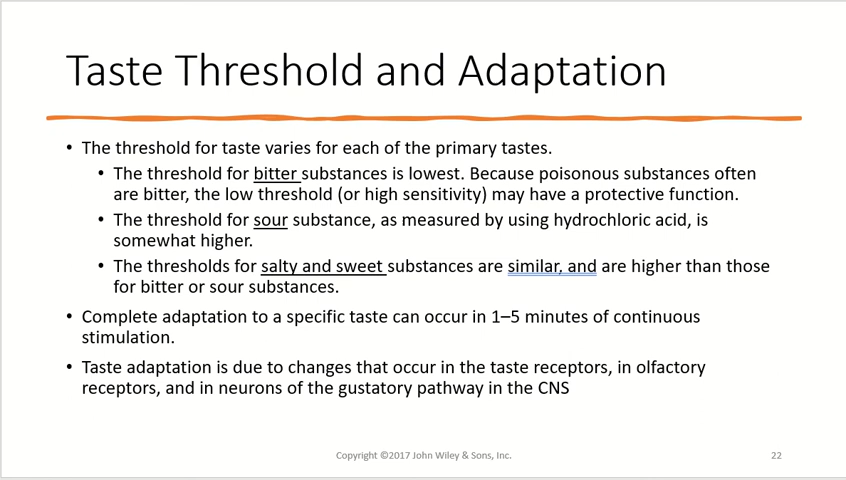 Taste Threshold and Adaptation
• The threshold for taste varies for each of the primary tastes.
• The threshold for bitter substances is lowest. Because poisonous substances often
are bitter, the low threshold (or high sensitivity) may have a protective function.
• The threshold for sour substance, as measured by using hydrochloric acid, is
somewhat higher.
• The thresholds for salty and sweet substances are similar, and are higher than those
for bitter or sour substances.
• Complete adaptation to a specific taste can occur in 1–5 minutes of continuous
stimulation.
• Taste adaptation is due to changes that occur in the taste receptors, in olfactory
receptors, and in neurons of the gustatory pathway in the CNS
Copyright ©2017 John Wiley & Sons, Inc.
22